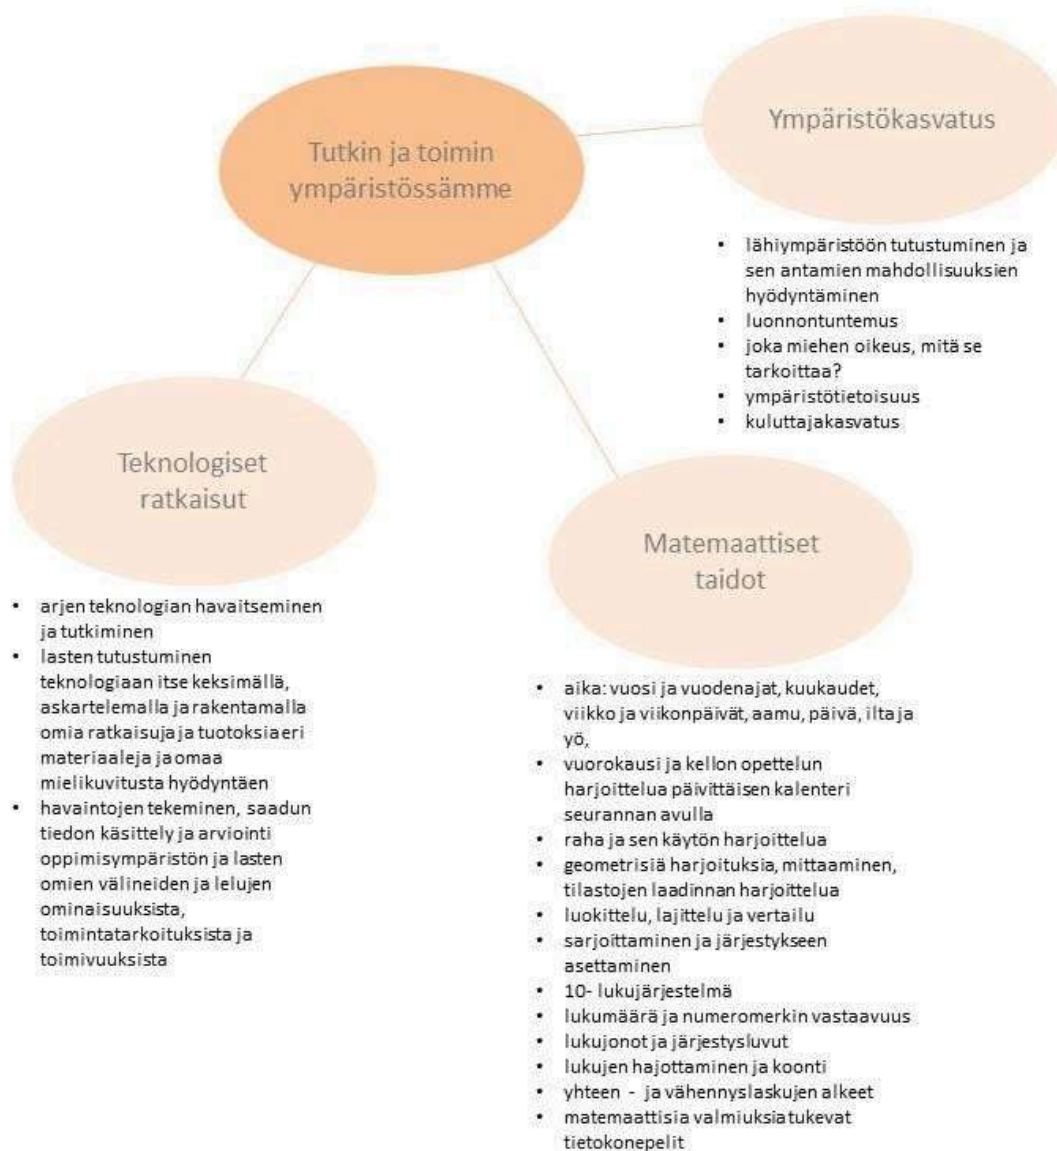 Tutkin ja toimin
ympäristössämme
Ympäristökasvatus
• lähiympäristöön tutustuminen ja
sen antamien mahdollisuuksien
hyödyntäminen
• luonnontuntemus
• joka miehen oikeus, mitä se
tarkoittaa?
• ympäristötietoisuus
• kuluttajakasvatus
Teknologiset
ratkaisut
• arjen teknologian havaitseminen
ja tutkiminen
• lasten tutustuminen
teknologiaan itse keksimällä,
askartelemalla ja rakentamalla
omia ratkaisuja ja tuotoksia eri
materiaaleja ja omaa
mielikuvitusta hyödyntäen
• havaintojen tekeminen, saadun
tiedon käsittely ja arviointi
oppimisympäristön ja lasten
omien välineiden ja lelujen
ominaisuuksista,
toimintatarkoituksista ja
toimivuuksista
Matemaattiset
taidot
• aika: vuosi ja vuodenajat, kuukaudet,
viikko ja viikonpäivät, aamu, päivä, ilta ja
yö,
• vuorokausi ja kellon opettelun
harjoittelua päivittäisen kalenteri
seurannan avulla
• raha ja sen käytön harjoittelua
• geometrisiä harjoituksia, mittaaminen,
tilastojen laadinnan harjoittelua
• luokittelu, lajittelu ja vertailu
• sarjoittaminen ja järjestykseen
asettaminen
• 10- lukujärjestelmä
• lukumäärä ja numeromerkin vastaavuus
• lukujonot ja järjestysluvut
• lukujen hajottaminen ja koonti
• yhteen - ja vähennyslaskujen alkeet
• matemaattisia valmiuksia tukevat
tietokonepelit